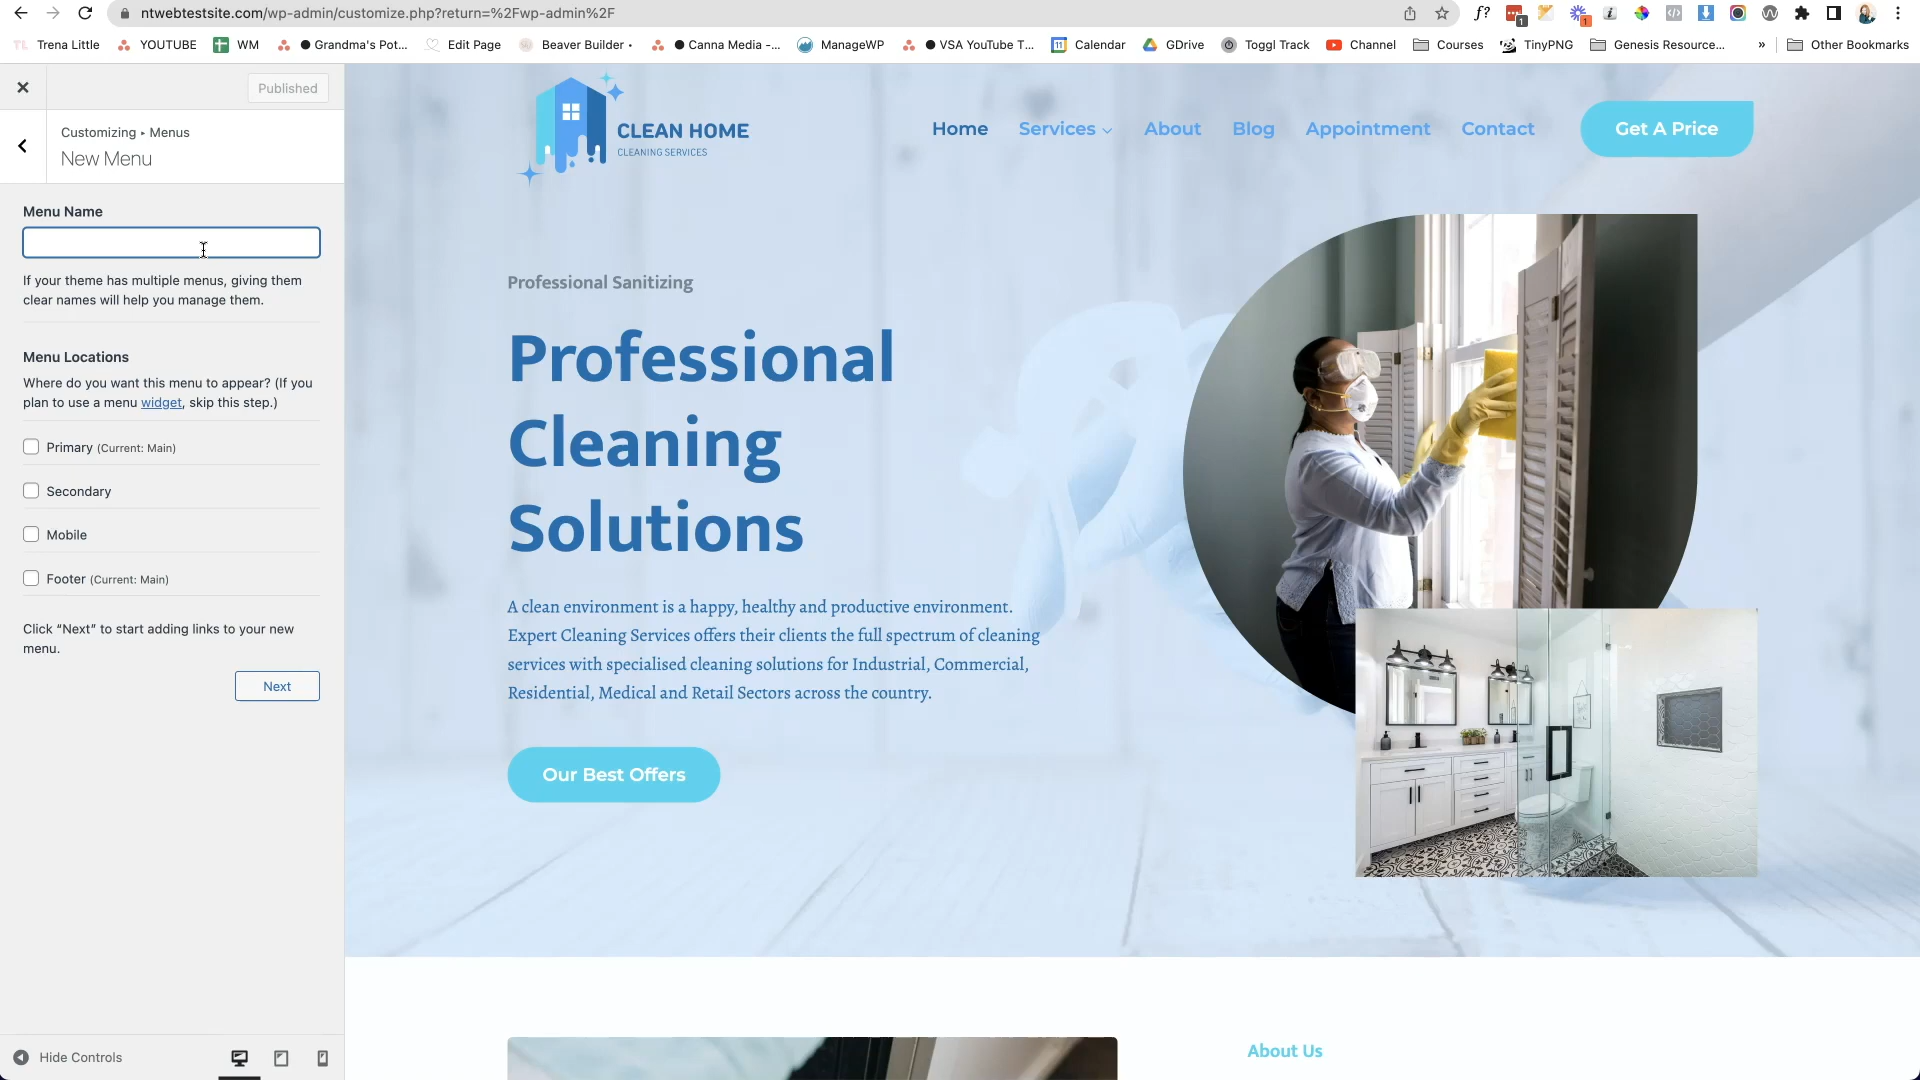 ntwebtestsite.com/wp-admin/customize.php?return=%2Fwp-admin%2F
f?
1
1
TL Trena Little
YOUTUBE
WM
Grandma's Pot...
Edit Page
Beaver Builder •
Canna Media -...
ManageWP
VSA YouTube T...
Calendar
GDrive
Toggl Track
Channel
Courses
TinyPNG
Genesis Resource...
»
Other Bookmarks
Published
Customizing ▸ Menus
New Menu
Menu Name
If your theme has multiple menus, giving them
clear names will help you manage them.
Menu Locations
Where do you want this menu to appear? (If you
plan to use a menu widget, skip this step.)
Primary (Current: Main)
Secondary
Mobile
Footer (Current: Main)
Click “Next” to start adding links to your new
menu.
Next
Hide Controls
CLEAN HOME
CLEANING SERVICES
Home
Services
About
Blog
Appointment
Contact
Get A Price
Professional Sanitizing
Professional
Cleaning
Solutions
A clean environment is a happy, healthy and productive environment.
Expert Cleaning Services offers their clients the full spectrum of cleaning
services with specialised cleaning solutions for Industrial, Commercial,
Residential, Medical and Retail Sectors across the country.
Our Best Offers
About Us